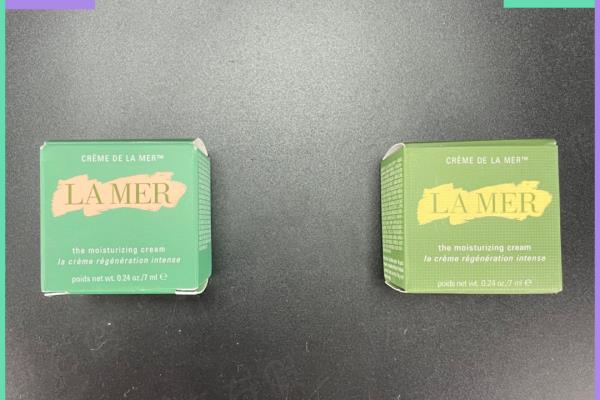 CRÈME DE LA MER™
LA MER
the moisturizing cream
la crème régénération intense
poids net wt. 0.24 oz./7 ml ℮
CRÈME DE LA MER™
LA MER
the moisturizing cream
la crème régénération intense
poids net wt. 0.24 oz./7 ml ℮